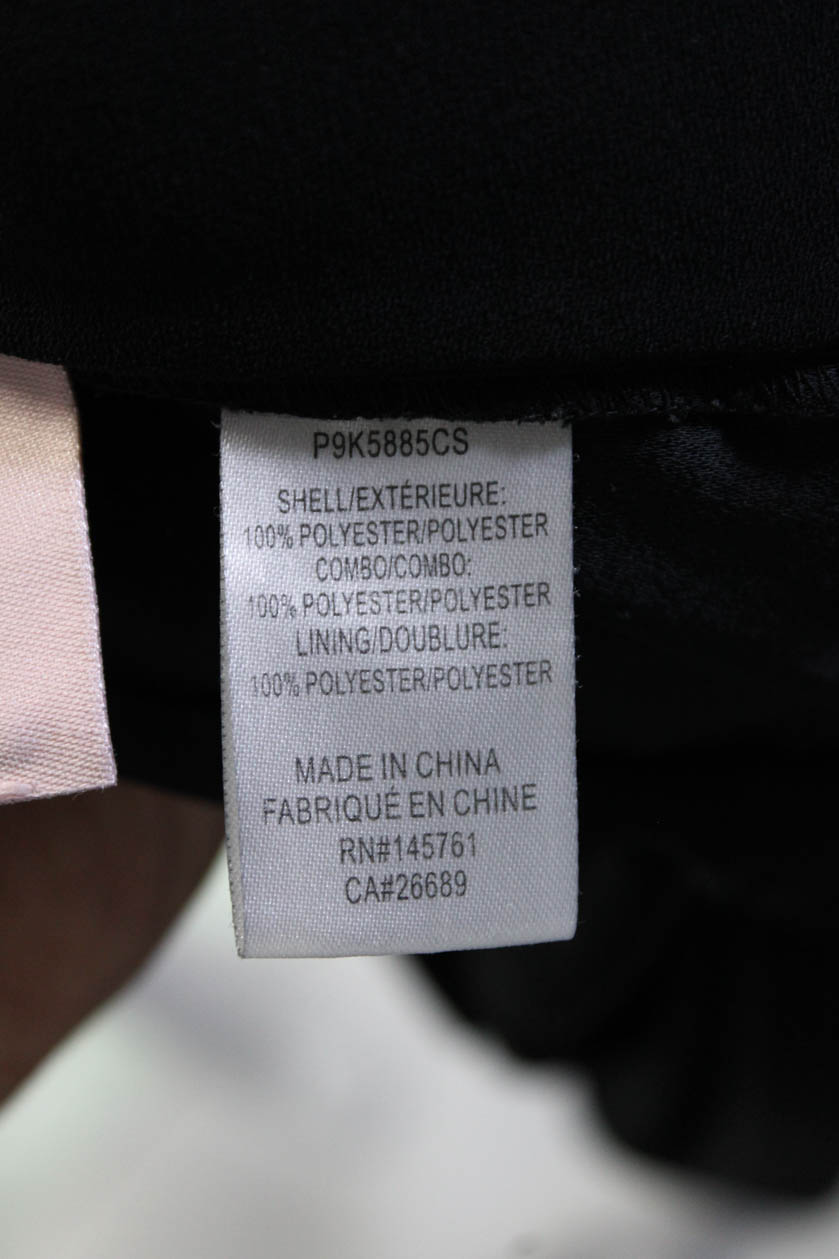 P9K5885CS
SHELL/EXTÉRIEURE:
100% POLYESTER/POLYESTER
COMBO/COMBO:
100% POLYESTER/POLYESTER
LINING/DOUBLURE:
100% POLYESTER/POLYESTER
MADE IN CHINA
FABRIQUÉ EN CHINE
RN#145761
CA#26689